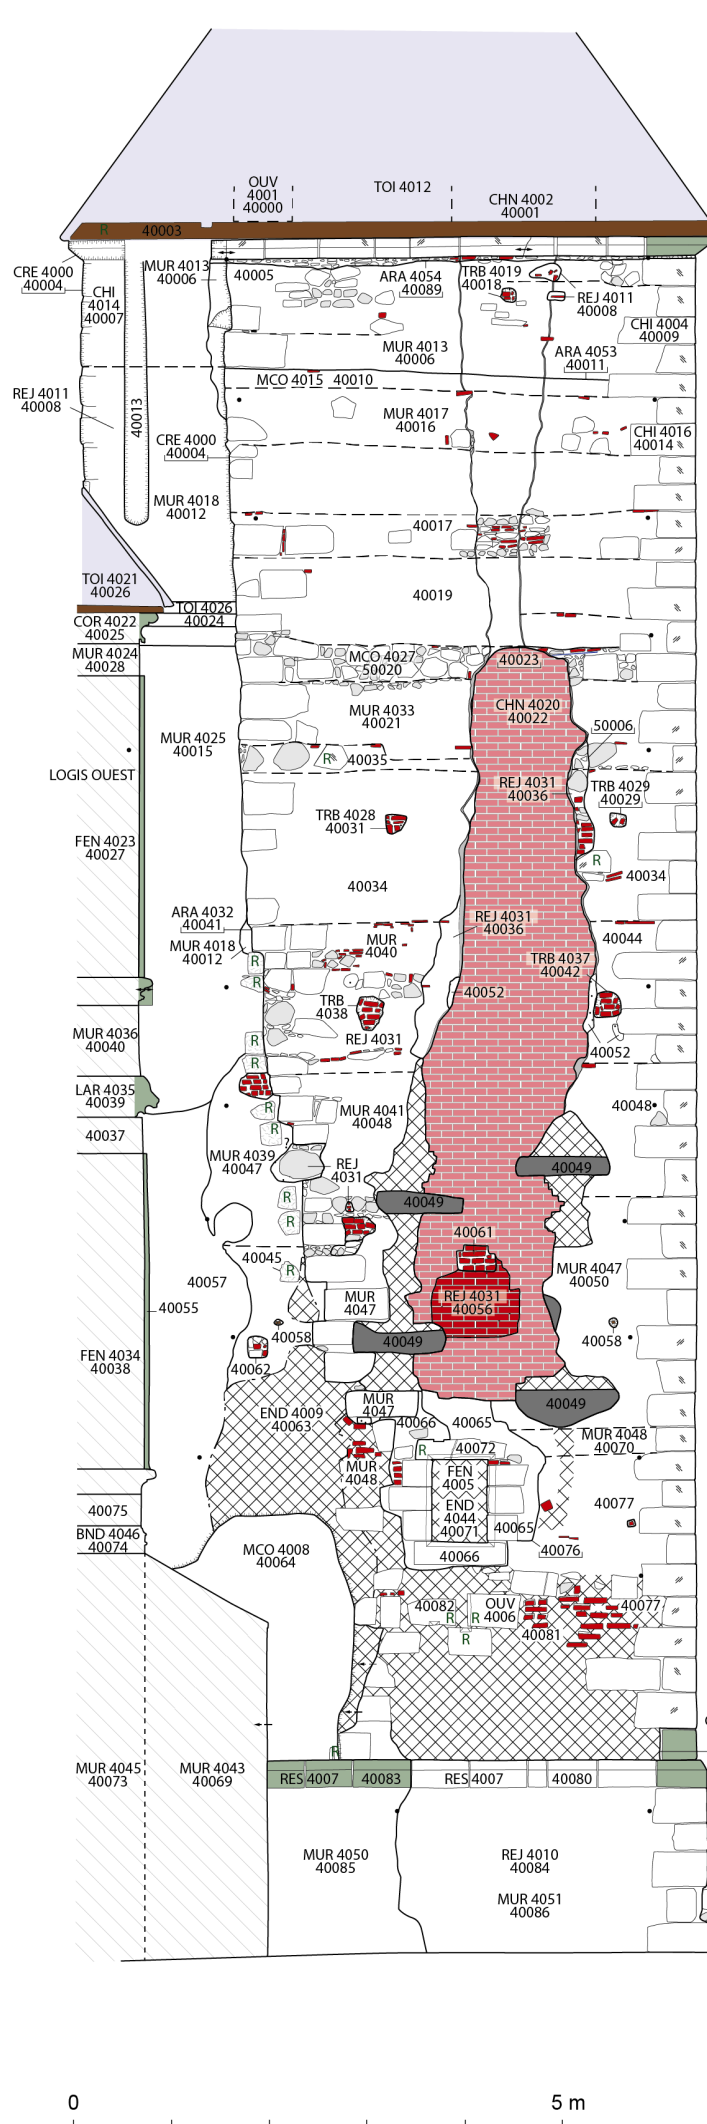 OUV
4001
40000
TOI 4012
CHN 4002
40001
R
40003
CRE 4000
40004
MUR 4013
40006
40005
ARA 4054
40089
TRB 4019
40018
REJ 4011
40008
CHI
4014
40007
CHI 4004
40009
MUR 4013
40006
ARA 4053
40011
MCO 4015 40010
REJ 4011
40008
40013
MUR 4017
40016
CHI 4016
40014
CRE 4000
40004
MUR 4018
40012
40017
TOI 4021
40026
40019
TOI 4026
40024
COR 4022
40025
MUR 4024
40028
MCO 4027
50020
40023
MUR 4033
40021
CHN 4020
40022
50006
MUR 4025
40015
R
40035
LOGIS OUEST
REJ 4031
40036
TRB 4029
40029
TRB 4028
40031
FEN 4023
40027
R
40034
40034
ARA 4032
40041
REJ 4031
40036
MUR 4018
40012
MUR
4040
40044
R
TRB 4037
40042
R
40052
TRB
4038
MUR 4036
40040
R
REJ 4031
40052
R
LAR 4035
40039
R
MUR 4041
40048
40048
R
40037
?
MUR 4039
40047
REJ
4031
40049
R
40049
R
40061
40045
R
MUR 4047
40050
40057
REJ 4031
40056
MUR
4047
40055
40058
40058
40049
FEN 4034
40038
40062
40049
MUR
4047
END 4009
40063
40066
40065
MUR 4048
40070
R
40072
MUR
4048
FEN
4005
40075
END
4044
40071
40077
40065
BND 4046
40074
40076
MCO 4008
40064
40066
40082
OUV
4006
40077
R
R
40081
R
R
MUR 4045
40073
MUR 4043
40069
RES 4007
40083
RES 4007
40080
MUR 4050
40085
REJ 4010
40084
MUR 4051
40086
0
5 m